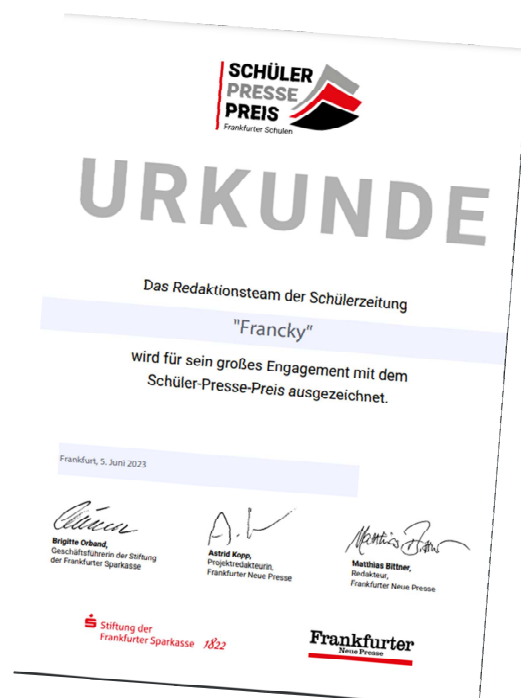 SCHÜLER
PRESSE
PREIS
Frankfurter Schulen
URKUNDE
Das Redaktionsteam der Schülerzeitung
"Francky"
wird für sein großes Engagement mit dem
Schüler-Presse-Preis ausgezeichnet.
Frankfurt, 5. Juni 2023
A. K
Matthias Bittner
Brigitte Orband,
Geschäftsführerin der Stiftung
der Frankfurter Sparkasse
Astrid Kopp,
Projektredakteurin,
Frankfurter Neue Presse
Matthias Bittner,
Redakteur,
Frankfurter Neue Presse
Stiftung der
Frankfurter Sparkasse 1822
Frankfurter
Neue Presse